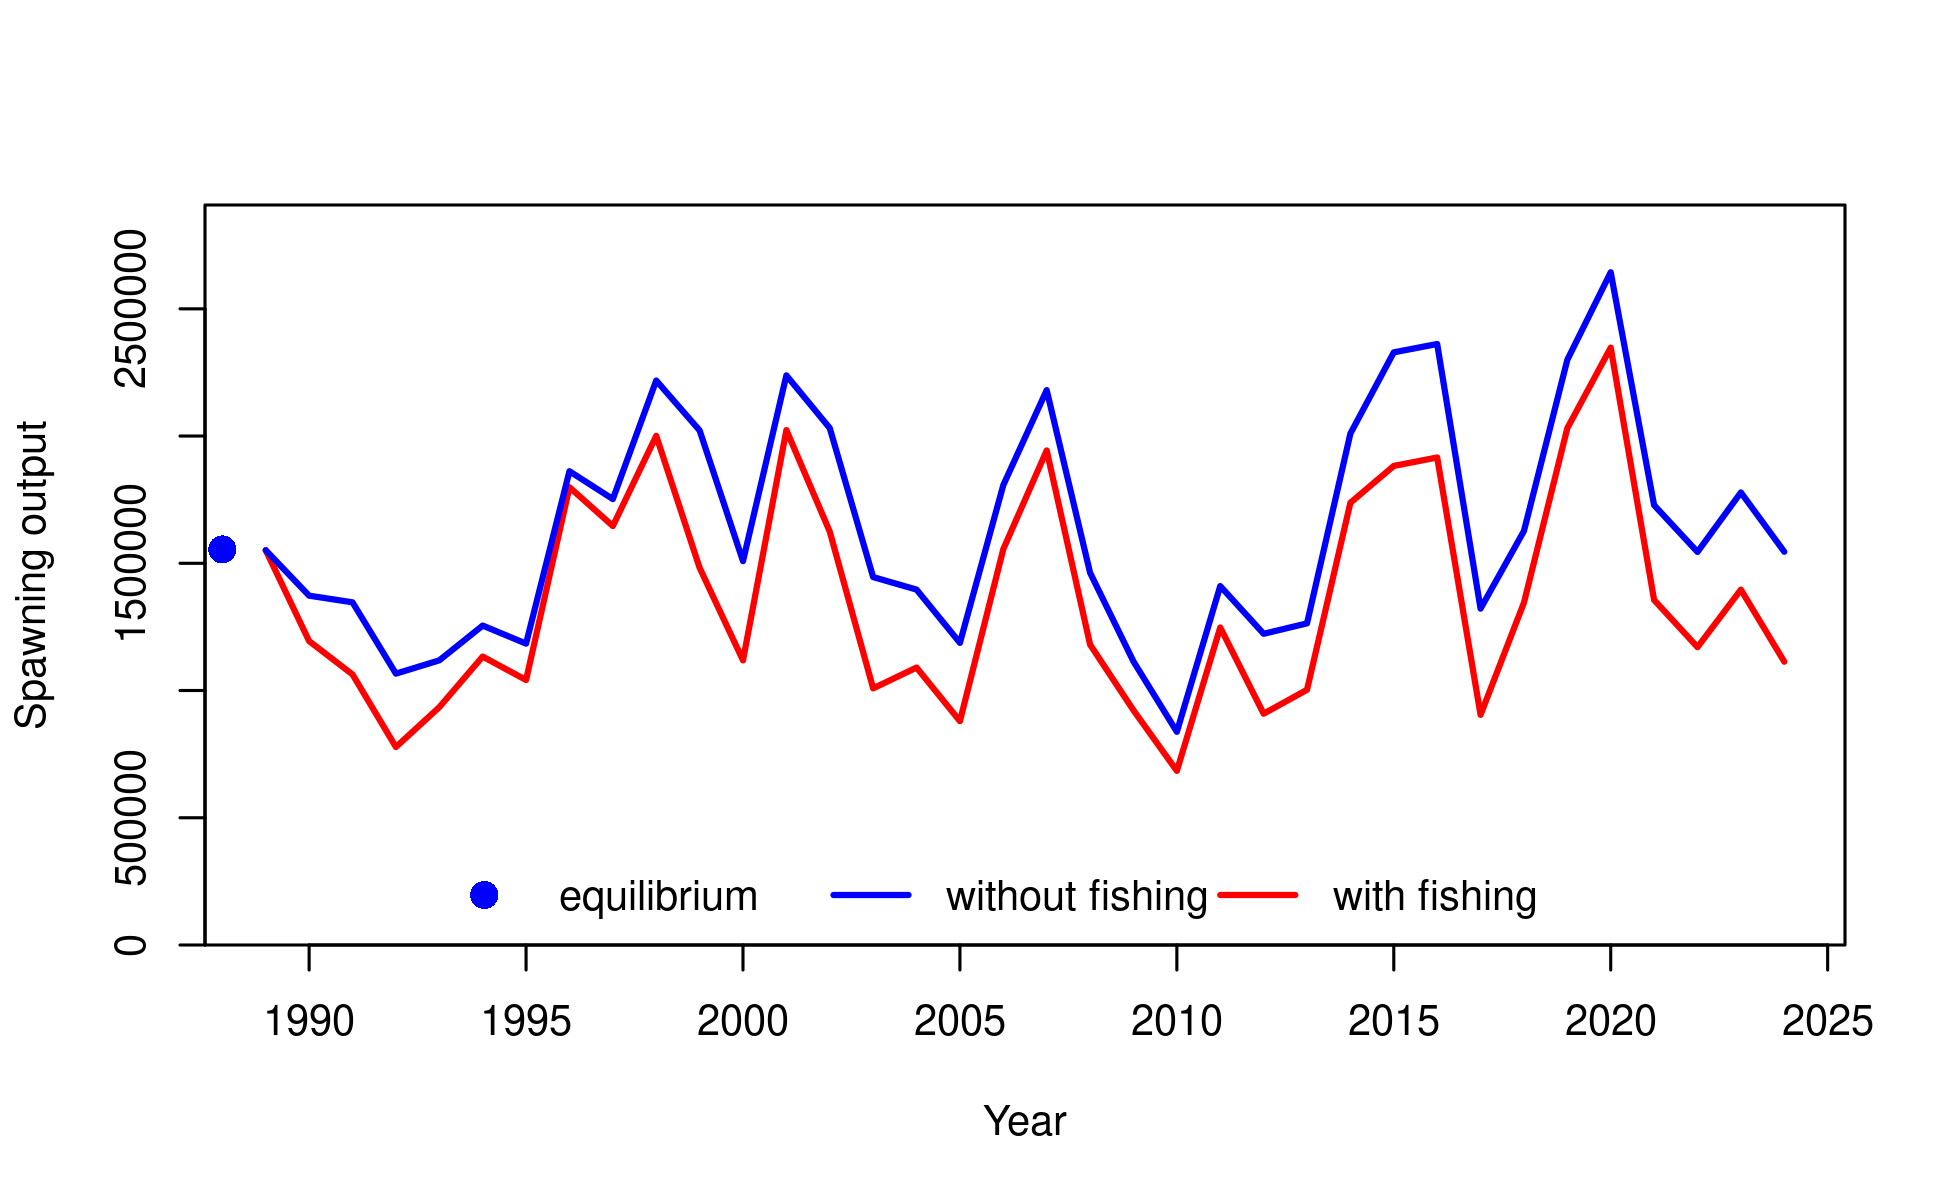 Spawning output
2500000
1500000
500000
0
equilibrium without fishing with fishing
1990 1995 2000 2005 2010 2015 2020 2025
Year